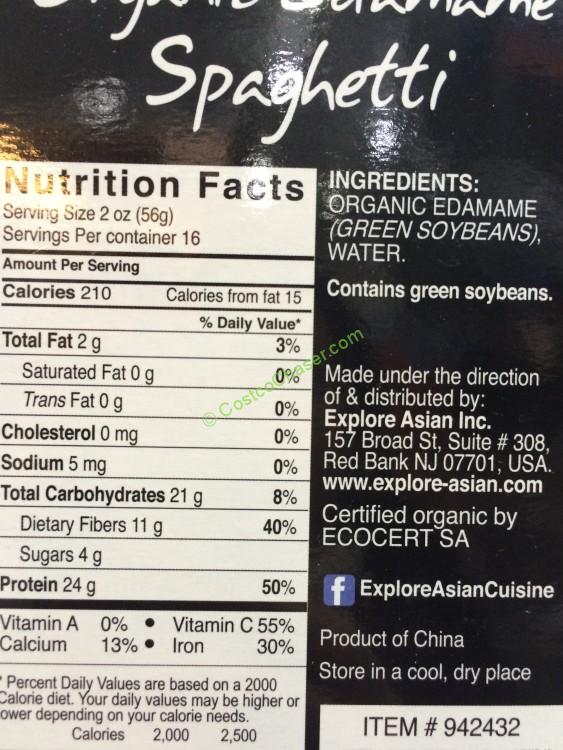 Organic Edamame
Spaghetti
Nutrition Facts
Serving Size 2 oz (56g)
Servings Per container 16
Amount Per Serving
Calories 210 Calories from fat 15
% Daily Value*
Total Fat 2 g 3%
Saturated Fat 0 g 0%
Trans Fat 0 g 0%
Cholesterol 0 mg 0%
Sodium 5 mg 0%
Total Carbohydrates 21 g 8%
Dietary Fibers 11 g 40%
Sugars 4 g
Protein 24 g 50%
Vitamin A 0% • Vitamin C 55%
Calcium 13% • Iron 30%
* Percent Daily Values are based on a 2000
Calorie diet. Your daily values may be higher or
lower depending on your calorie needs.
Calories 2,000 2,500
INGREDIENTS:
ORGANIC EDAMAME
(GREEN SOYBEANS),
WATER.
Contains green soybeans.
Made under the direction
of & distributed by:
Explore Asian Inc.
157 Broad St, Suite # 308,
Red Bank NJ 07701, USA.
www.explore-asian.com
Certified organic by
ECOCERT SA
f ExploreAsianCuisine
Product of China
Store in a cool, dry place
ITEM # 942432
© CostcoChaser.com